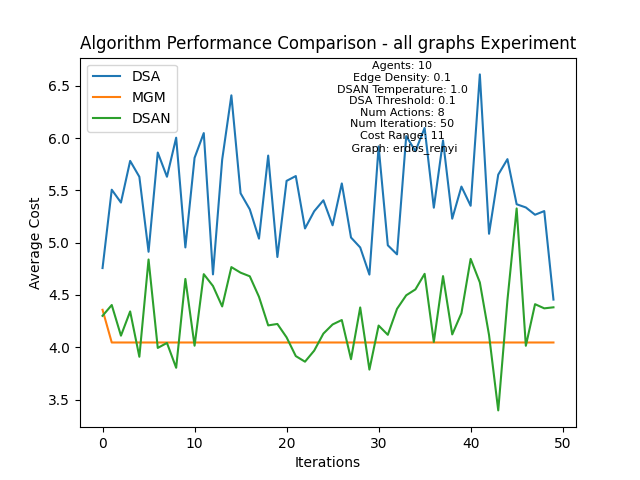 Algorithm Performance Comparison - all graphs Experiment
DSA
MGM
DSAN
Agents: 10
Edge Density: 0.1
DSAN Temperature: 1.0
DSA Threshold: 0.1
Num Actions: 8
Num Iterations: 50
Cost Range: 11
Graph: erdos_renyi
Average Cost
6.5
6.0
5.5
5.0
4.5
4.0
3.5
0 10 20 30 40 50
Iterations